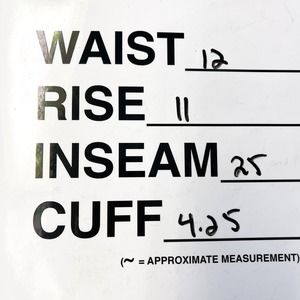 WAIST 12
RISE 11
INSEAM 25
CUFF 4.25
(~ = APPROXIMATE MEASUREMENT)